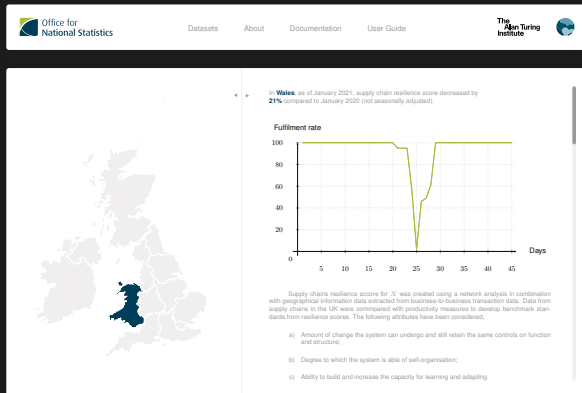 Office for
National Statistics
Datasets
About
Documentation
User Guide
The
Alan Turing
Institute
In Wales, as of January 2021, supply chain resilience score decreased by
21% compared to January 2020 (not seasonally adjusted).
Fulfilment rate
100
80
60
40
20
0
5
10
15
20
25
30
35
40
45
Days
Supply chains resilience score for X was created using a network analysis in combination
with geographical information data extracted from business-to-business transaction data. Data from
supply chains in the UK were commpared with productivity measures to develop benchmark stan-
dards from resilience scores. The following attributes have been considered;
a) Amount of change the system can undergo and still retain the same controls on function
and structure;
b) Degree to which the system is able of self-organisation;
c) Ability to build and increase the capacity for learning and adapting.